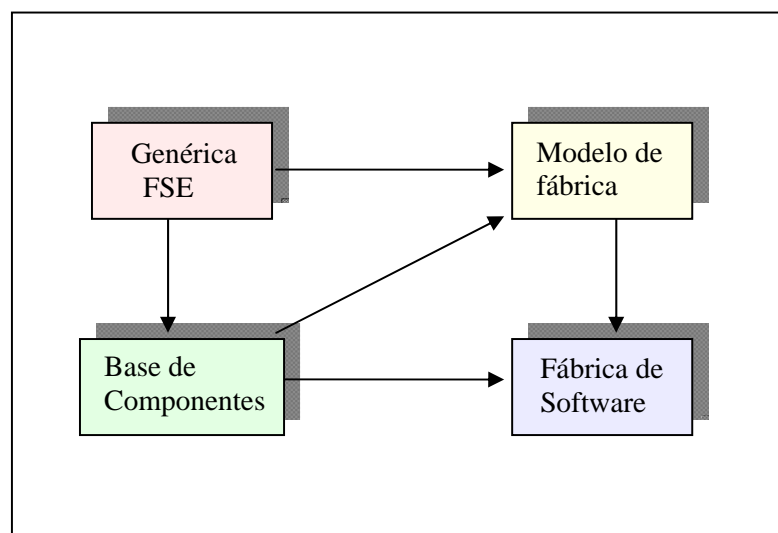 Genérica
FSE
Modelo de
fábrica
Base de
Componentes
Fábrica de
Software